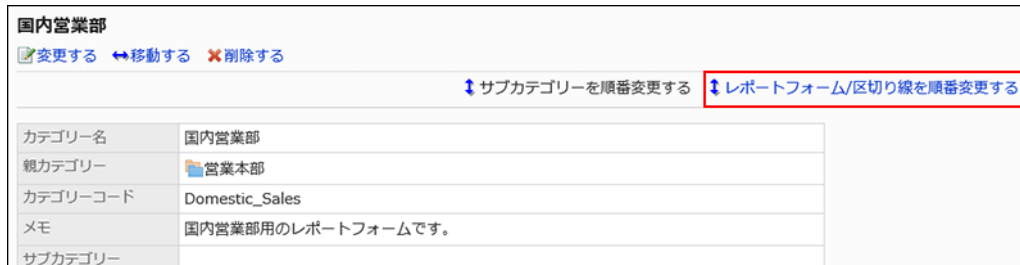 国内営業部
変更する 移動する 削除する
サブカテゴリーを順番変更する レポートフォーム/区切り線を順番変更する
カテゴリー名 国内営業部
親カテゴリー 営業本部
カテゴリーコード Domestic_Sales
メモ 国内営業部用のレポートフォームです。
サブカテゴリー